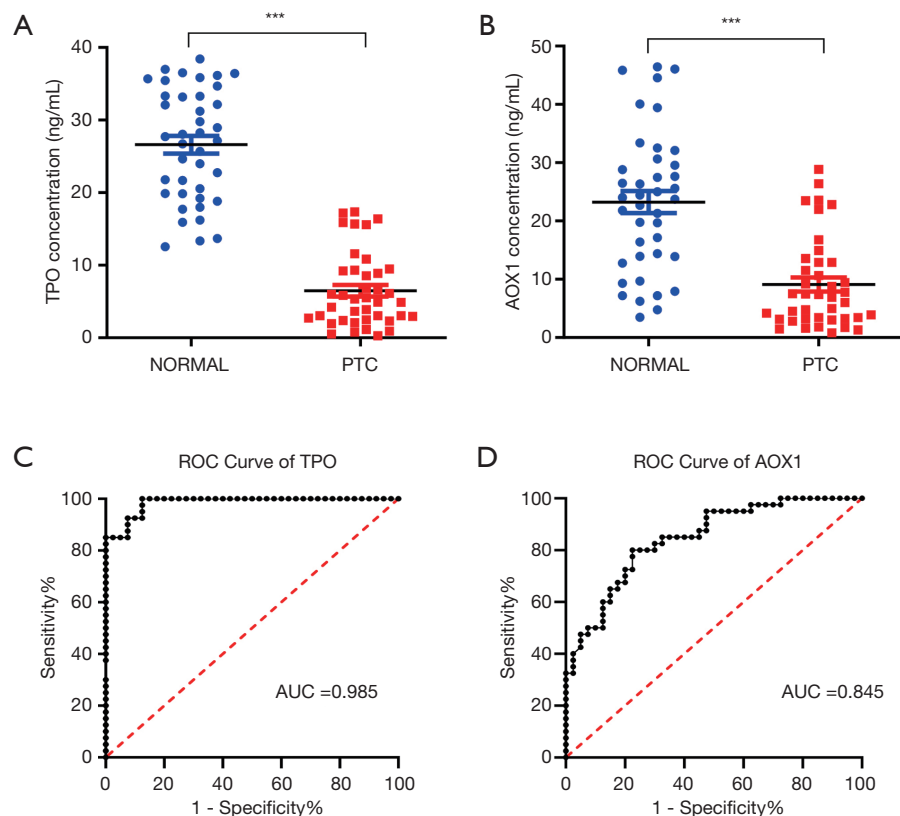 A
***
TPO concentration (ng/mL)
40
30
20
10
0
NORMAL
PTC
B
***
AOX1 concentration (ng/mL)
50
40
30
20
10
0
NORMAL
PTC
C
ROC Curve of TPO
Sensitivity%
100
80
60
40
20
0
AUC =0.985
0 20 40 60 80 100
1 - Specificity%
D
ROC Curve of AOX1
Sensitivity%
100
80
60
40
20
0
AUC =0.845
0 20 40 60 80 100
1 - Specificity%